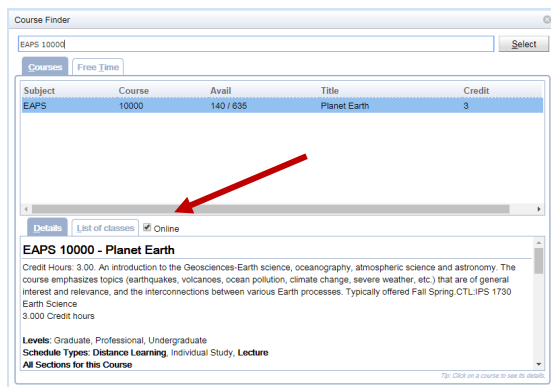 Course Finder
EAPS 10000
Select
Courses Free Time
Subject Course Avail Title Credit
EAPS 10000 140 / 635 Planet Earth 3
Details List of classes Online
EAPS 10000 - Planet Earth
Credit Hours: 3.00. An introduction to the Geosciences-Earth science, oceanography, atmospheric science and astronomy. The
course emphasizes topics (earthquakes, volcanoes, ocean pollution, climate change, severe weather, etc.) that are of general
interest and relevance, and the interconnections between various Earth processes. Typically offered Fall Spring.CTL:IPS 1730
Earth Science
3.000 Credit hours
Levels: Graduate, Professional, Undergraduate
Schedule Types: Distance Learning, Individual Study, Lecture
All Sections for this Course
Tip: Click on a course to see its details.